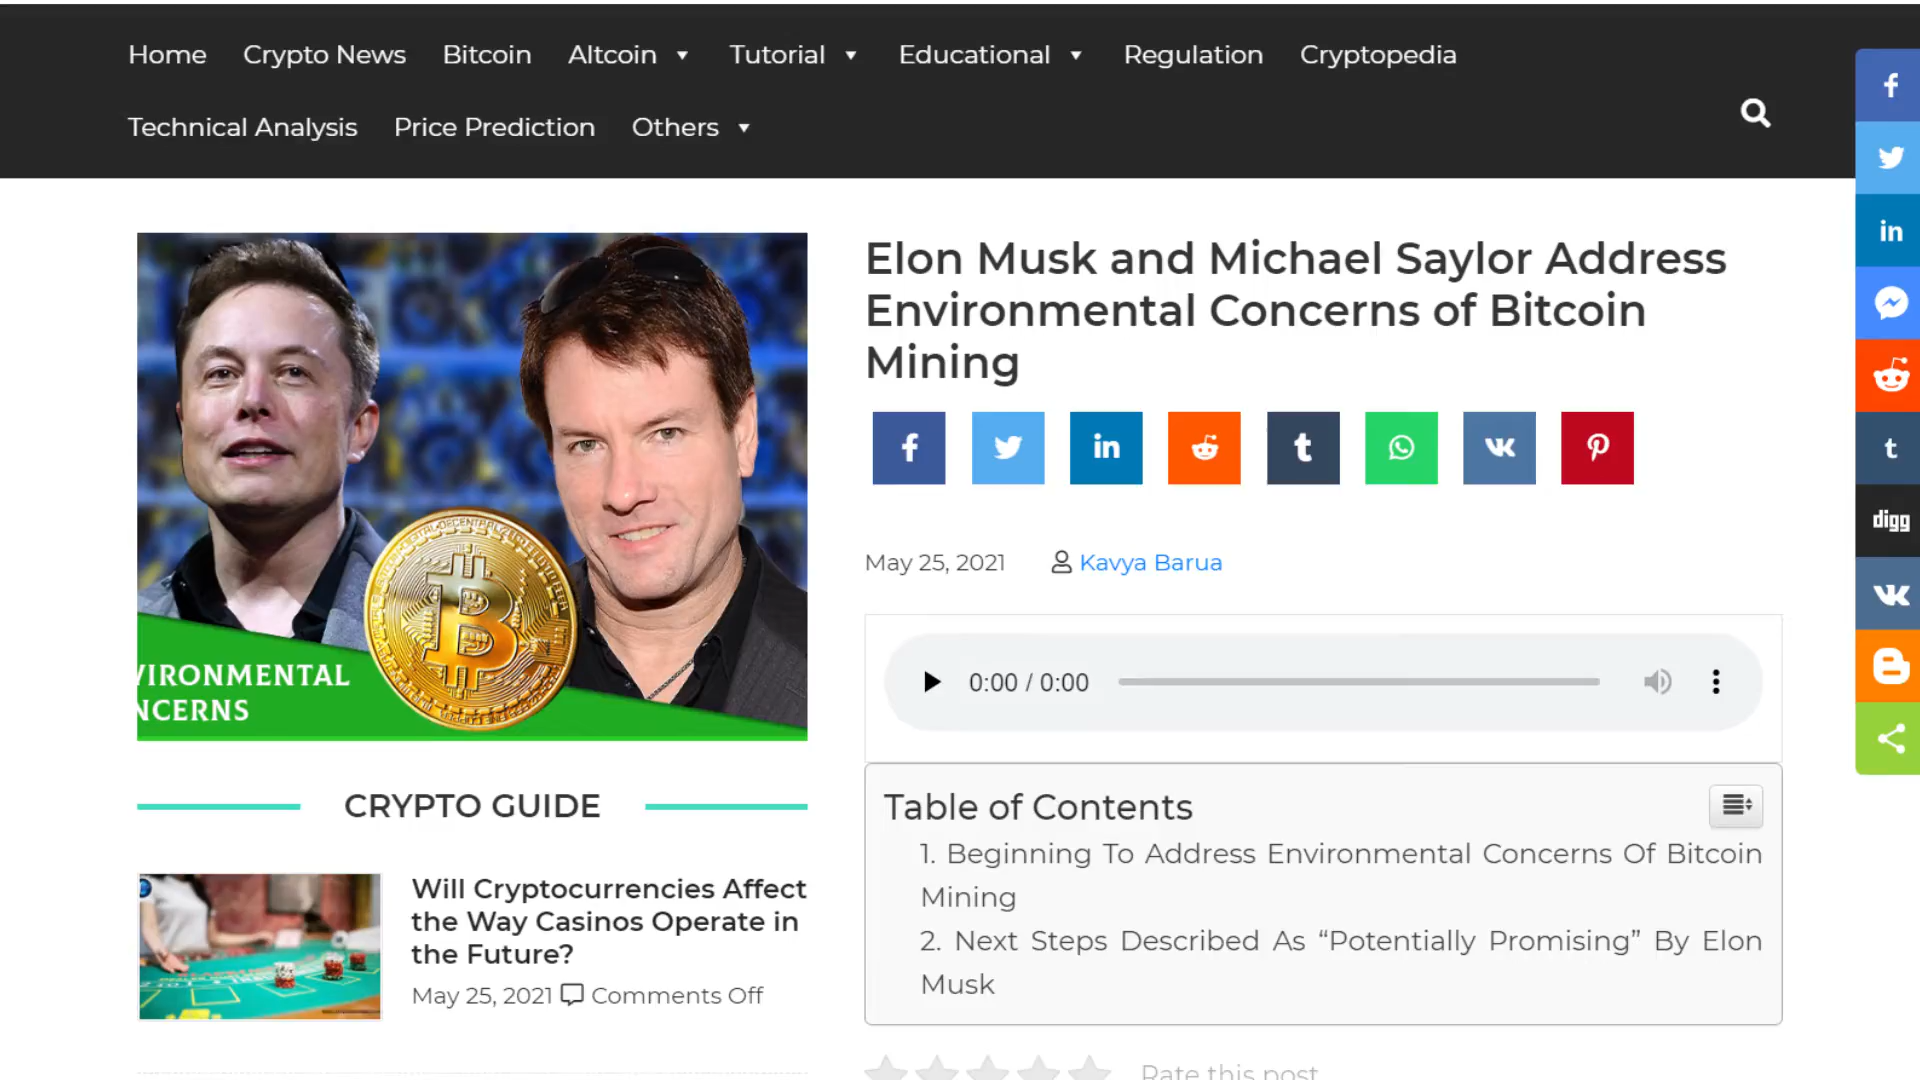 Home Crypto News Bitcoin Altcoin Tutorial Educational Regulation Cryptopedia
Technical Analysis Price Prediction Others
VIRONMENTAL
NCERNS
CRYPTO GUIDE
Will Cryptocurrencies Affect
the Way Casinos Operate in
the Future?
May 25, 2021 Comments Off
Elon Musk and Michael Saylor Address
Environmental Concerns of Bitcoin
Mining
May 25, 2021 Kavya Barua
0:00 / 0:00
Table of Contents
1. Beginning To Address Environmental Concerns Of Bitcoin
Mining
2. Next Steps Described As “Potentially Promising” By Elon
Musk
Rate this post
digg